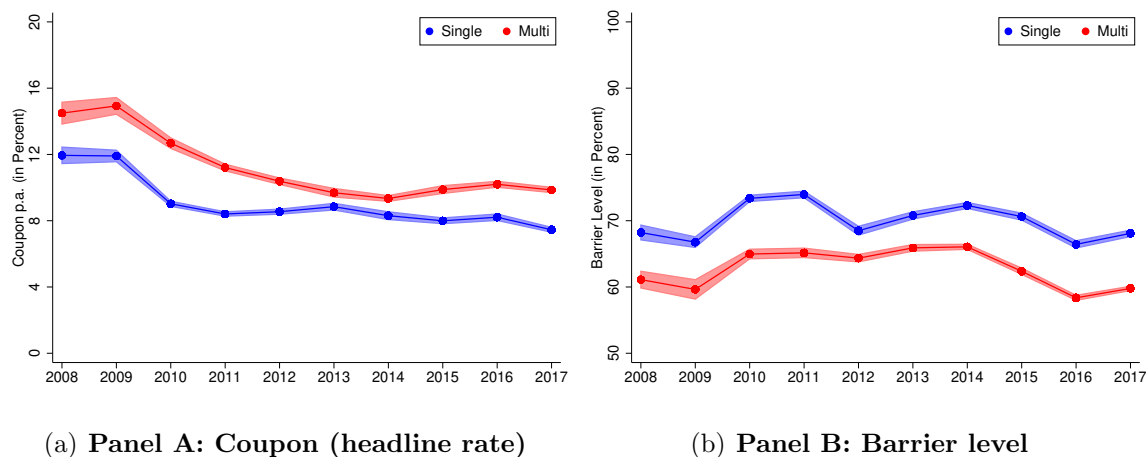 Coupon p.a. (in Percent)
20
16
12
8
4
0
Single Multi
2008 2009 2010 2011 2012 2013 2014 2015 2016 2017
(a) Panel A: Coupon (headline rate)
Barrier Level (in Percent)
100
90
80
70
60
50
Single Multi
2008 2009 2010 2011 2012 2013 2014 2015 2016 2017
(b) Panel B: Barrier level